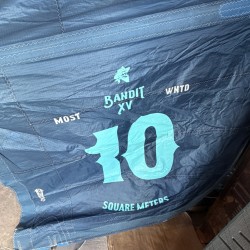 BANDIT
XV
MOST WNTD
10
SQUARE METERS